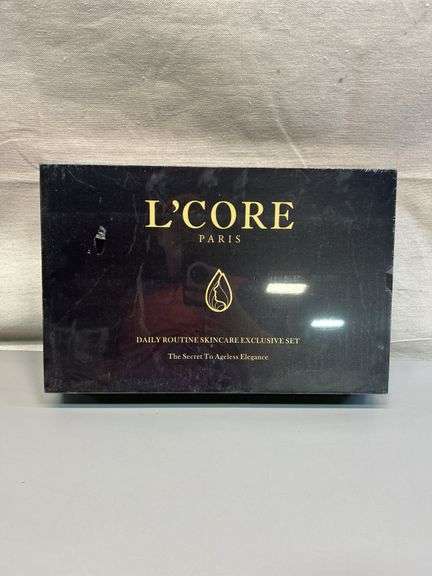 L’CORE
PARIS
DAILY ROUTINE SKINCARE EXCLUSIVE SET
The Secret To Ageless Elegance